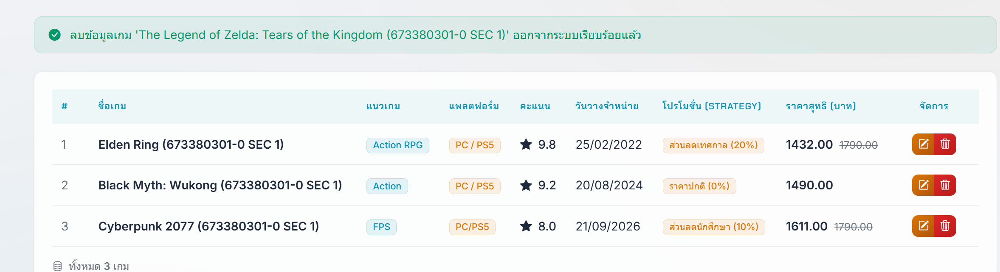 ลบข้อมูลเกม 'The Legend of Zelda: Tears of the Kingdom (673380301-0 SEC 1)' ออกจากระบบเรียบร้อยแล้ว
# ชื่อเกม แนวเกม แพลตฟอร์ม คะแนน วันวางจำหน่าย โปรโมชั่น (STRATEGY) ราคาสุทธิ (บาท) จัดการ
1 Elden Ring (673380301-0 SEC 1) Action RPG PC / PS5 9.8 25/02/2022 ส่วนลดเทศกาล (20%) 1432.00 1790.00
2 Black Myth: Wukong (673380301-0 SEC 1) Action PC / PS5 9.2 20/08/2024 ราคาปกติ (0%) 1490.00
3 Cyberpunk 2077 (673380301-0 SEC 1) FPS PC/PS5 8.0 21/09/2026 ส่วนลดนักศึกษา (10%) 1611.00 1790.00
ทั้งหมด 3 เกม